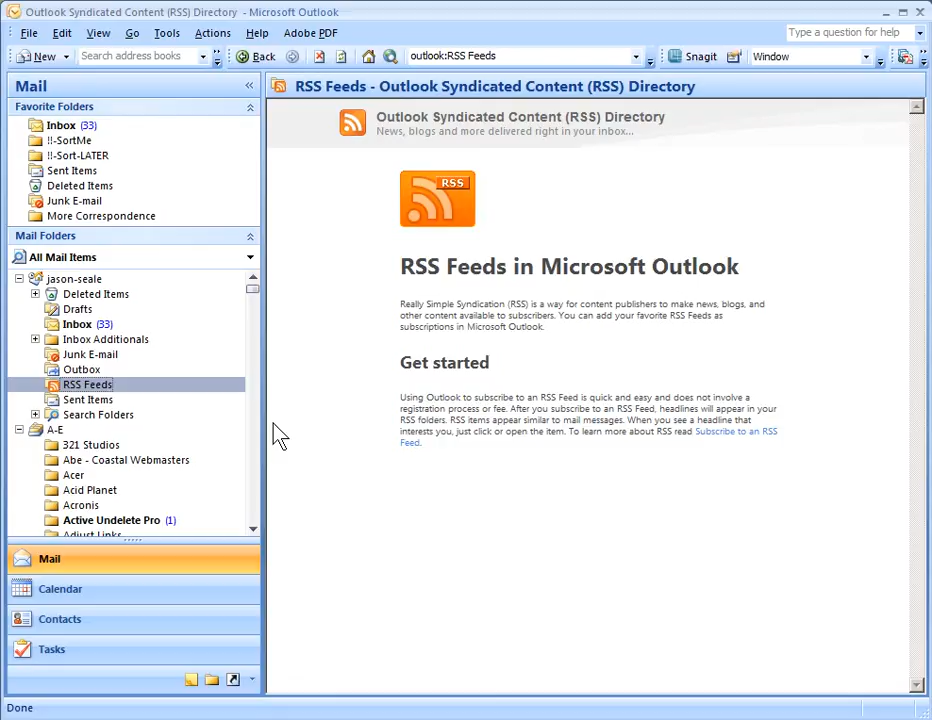 Outlook Syndicated Content (RSS) Directory - Microsoft Outlook
File Edit View Go Tools Actions Help Adobe PDF
Type a question for help
New Search address books Back outlook:RSS Feeds Snagit Window
Mail
Favorite Folders
Inbox (33)
!!-SortMe
!!-Sort-LATER
Sent Items
Deleted Items
Junk E-mail
More Correspondence
Mail Folders
All Mail Items
jason-seale
Deleted Items
Drafts
Inbox (33)
Inbox Additionals
Junk E-mail
Outbox
RSS Feeds
Sent Items
Search Folders
A-E
321 Studios
Abe - Coastal Webmasters
Acer
Acid Planet
Acronis
Active Undelete Pro (1)
Adjust Links
Mail
Calendar
Contacts
Tasks
RSS Feeds - Outlook Syndicated Content (RSS) Directory
Outlook Syndicated Content (RSS) Directory
News, blogs and more delivered right in your inbox...
RSS
RSS Feeds in Microsoft Outlook
Really Simple Syndication (RSS) is a way for content publishers to make news, blogs, and
other content available to subscribers. You can add your favorite RSS Feeds as
subscriptions in Microsoft Outlook.
Get started
Using Outlook to subscribe to an RSS Feed is quick and easy and does not involve a
registration process or fee. After you subscribe to an RSS Feed, headlines will appear in your
RSS folders. RSS items appear similar to mail messages. When you see a headline that
interests you, just click or open the item. To learn more about RSS read Subscribe to an RSS
Feed.
Done